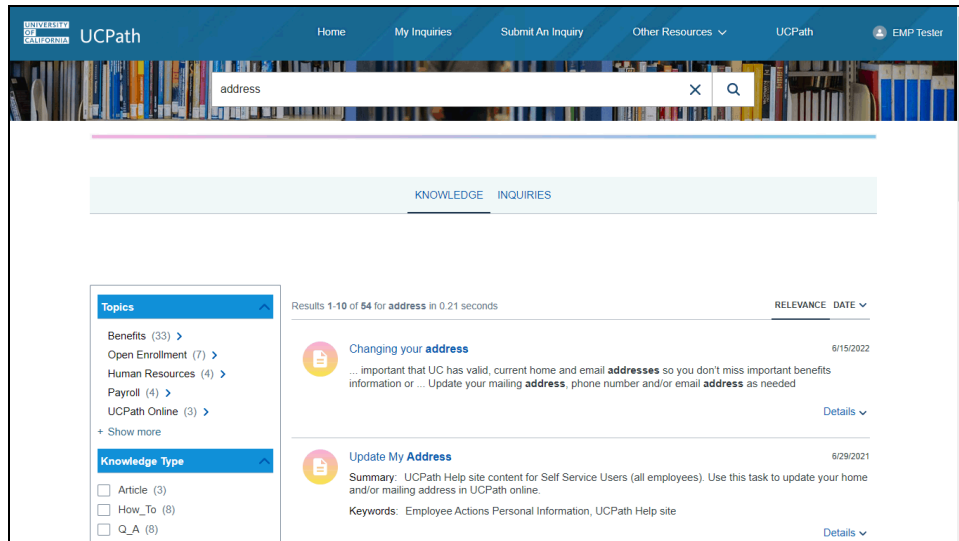 UNIVERSITY
OF
CALIFORNIA
UCPath
Home
My Inquiries
Submit An Inquiry
Other Resources
UCPath
EMP Tester
address
KNOWLEDGE INQUIRIES
Topics
Benefits (33)
Open Enrollment (7)
Human Resources (4)
Payroll (4)
UCPath Online (3)
+ Show more
Knowledge Type
Article (3)
How_To (8)
Q_A (8)
Results 1-10 of 54 for address in 0.21 seconds
RELEVANCE DATE
Changing your address
6/15/2022
... important that UC has valid, current home and email addresses so you don't miss important benefits
information or ... Update your mailing address, phone number and/or email address as needed
Details
Update My Address
6/29/2021
Summary: UCPath Help site content for Self Service Users (all employees). Use this task to update your home
and/or mailing address in UCPath online.
Keywords: Employee Actions Personal Information, UCPath Help site
Details